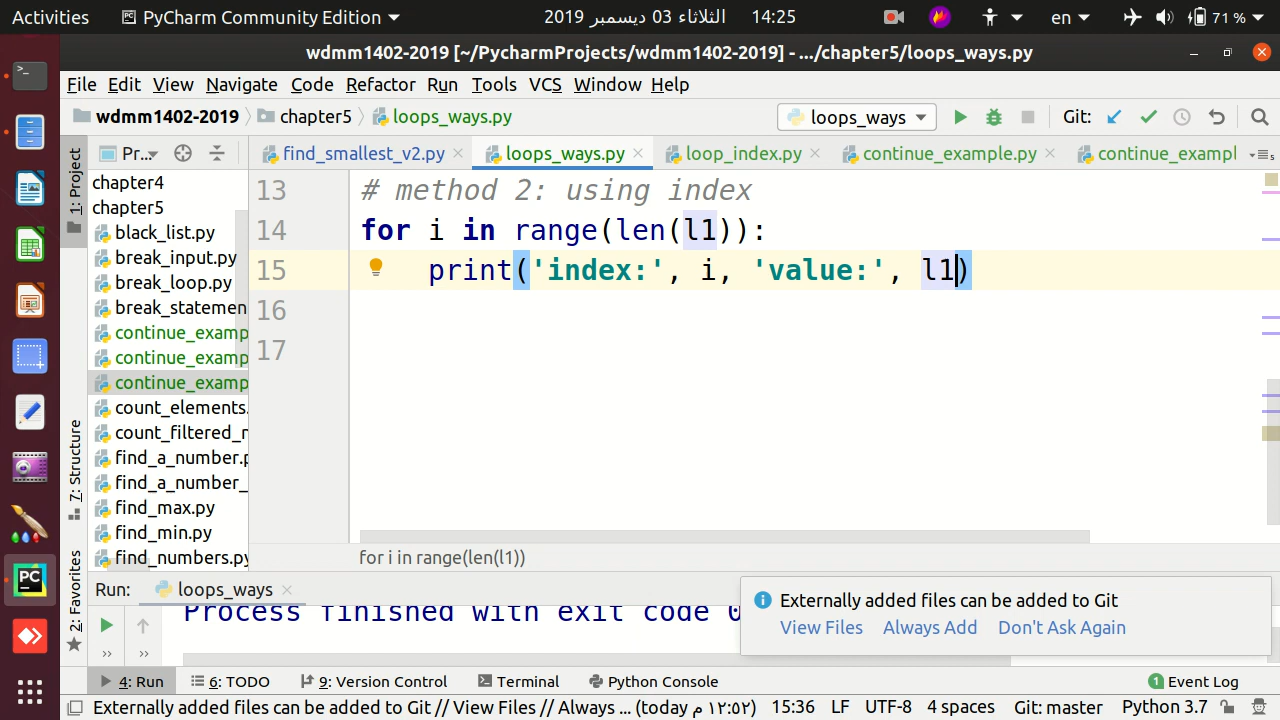 Activities PyCharm Community Edition الثلاثاء 03 ديسمبر 2019 14:25 en 71 %
wdmm1402-2019 [~/PycharmProjects/wdmm1402-2019] - .../chapter5/loops_ways.py
File Edit View Navigate Code Refactor Run Tools VCS Window Help
wdmm1402-2019 chapter5 loops_ways.py loops_ways Git:
1: Project Pr... find_smallest_v2.py loops_ways.py loop_index.py continue_example.py continue_exampl
chapter4
chapter5
black_list.py
break_input.py
break_loop.py
break_statemen
continue_examp
continue_examp
continue_examp
count_elements.
count_filtered_r
find_a_number.p
find_a_number_
find_max.py
find_min.py
find_numbers.py
13 # method 2: using index
14 for i in range(len(l1)):
15 print('index:', i, 'value:', l1)
16
17
for i in range(len(l1))
7: Structure
2: Favorites
Run: loops_ways
Process finished with exit code 0
Externally added files can be added to Git
View Files Always Add Don't Ask Again
4: Run 6: TODO 9: Version Control Terminal Python Console 1 Event Log
Externally added files can be added to Git // View Files // Always ... (today م ١٢:٥٢) 15:36 LF UTF-8 4 spaces Git: master Python 3.7